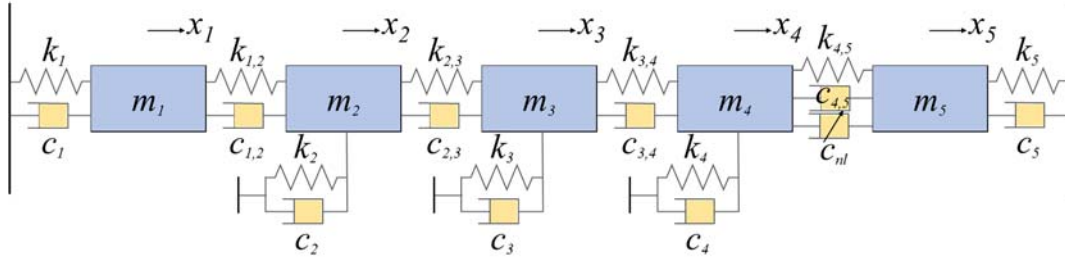 x₁ x₂ x₃ x₄ x₅
k₁ k₁,₂ k₂,₃ k₃,₄ k₄,₅ k₅
m₁ m₂ m₃ m₄ c₄,₅ m₅
c₁ c₁,₂ k₂ c₂,₃ k₃ c₃,₄ k₄ cₙₗ c₅
c₂ c₃ c₄